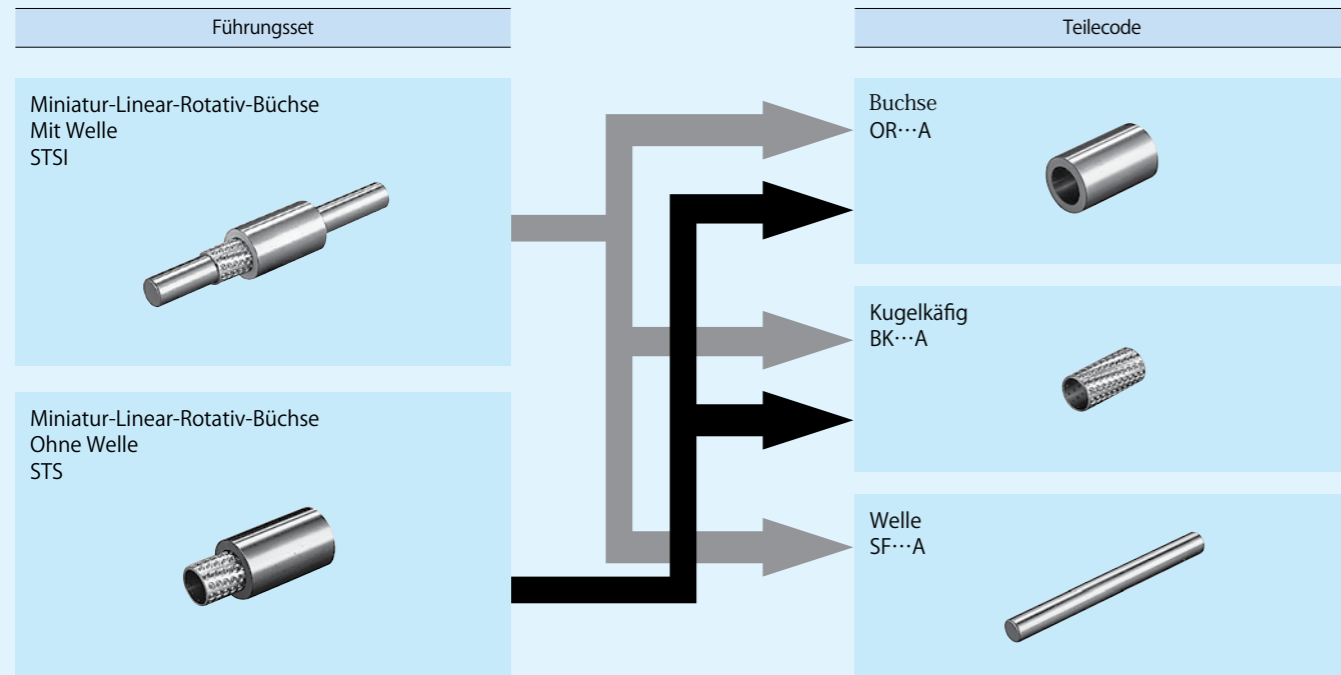 Führungsset
Teilecode
Miniatur-Linear-Rotativ-Büchse
Mit Welle
STSI
Miniatur-Linear-Rotativ-Büchse
Ohne Welle
STS
Buchse
OR···A
Kugelkäfig
BK···A
Welle
SF···A